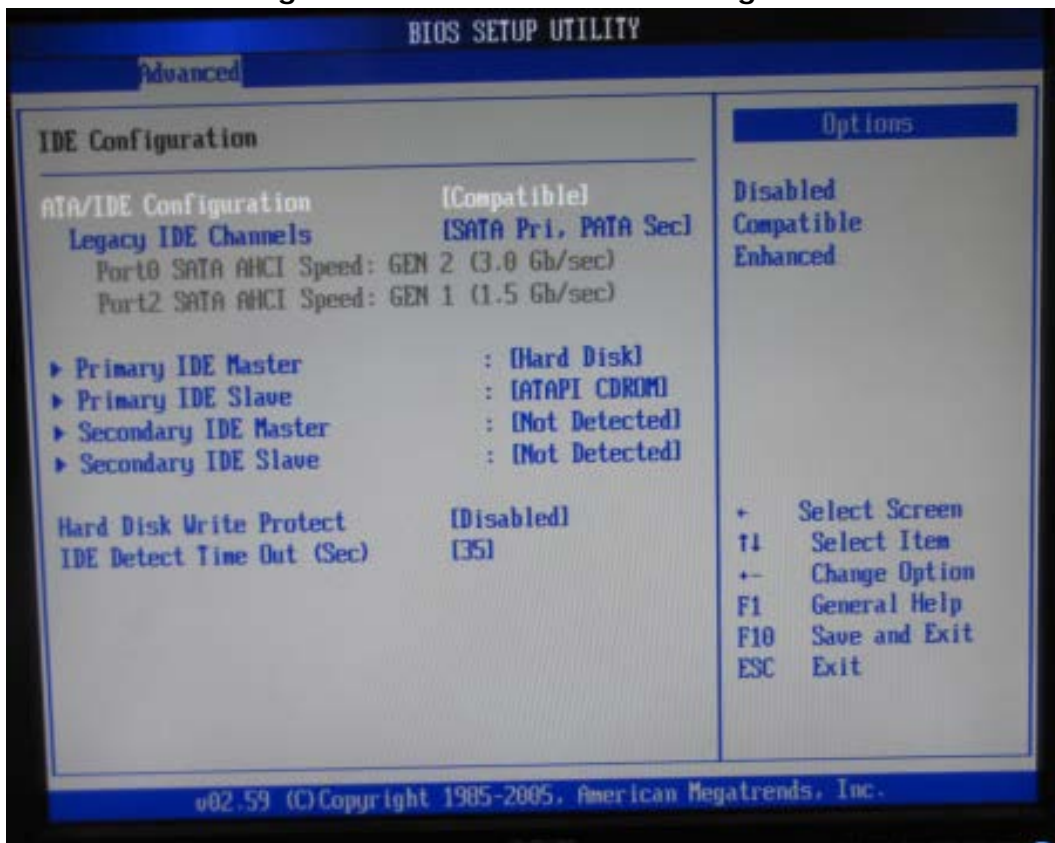 BIOS SETUP UTILITY
Advanced
IDE Configuration
ATA/IDE Configuration [Compatible]
Legacy IDE Channels [SATA Pri, PATA Sec]
Port0 SATA AHCI Speed: GEN 2 (3.0 Gb/sec)
Port2 SATA AHCI Speed: GEN 1 (1.5 Gb/sec)
▶ Primary IDE Master : [Hard Disk]
▶ Primary IDE Slave : [ATAPI CDROM]
▶ Secondary IDE Master : [Not Detected]
▶ Secondary IDE Slave : [Not Detected]
Hard Disk Write Protect [Disabled]
IDE Detect Time Out (Sec) [35]
Options
Disabled
Compatible
Enhanced
← Select Screen
↑↓ Select Item
+- Change Option
F1 General Help
F10 Save and Exit
ESC Exit
v02.59 (C)Copyright 1985-2005, American Megatrends, Inc.